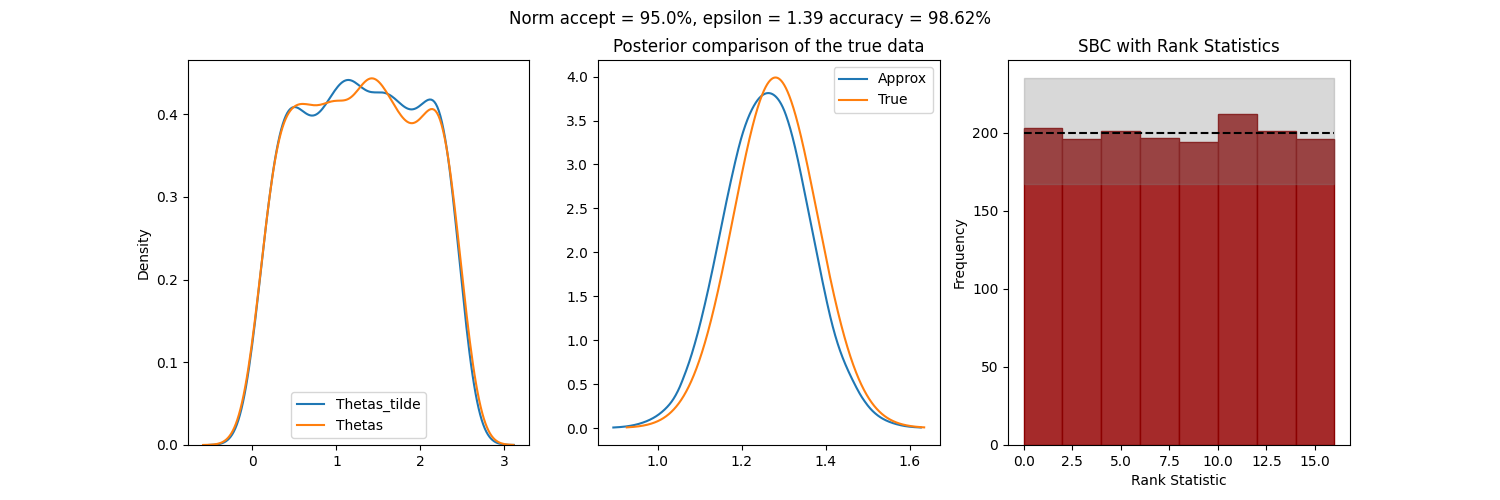 Norm accept = 95.0%, epsilon = 1.39 accuracy = 98.62%
Density
0.4
0.3
0.2
0.1
0.0
0 1 2 3
Thetas_tilde
Thetas
Posterior comparison of the true data
4.0
3.5
3.0
2.5
2.0
1.5
1.0
0.5
0.0
1.0 1.2 1.4 1.6
Approx
True
SBC with Rank Statistics
Frequency
200
150
100
50
0
0.0 2.5 5.0 7.5 10.0 12.5 15.0
Rank Statistic